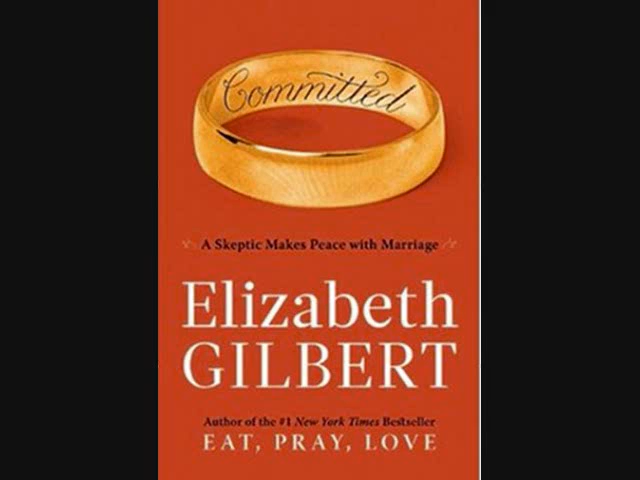 Committed
A Skeptic Makes Peace with Marriage
Elizabeth
GILBERT
Author of the #1 New York Times Bestseller
EAT, PRAY, LOVE